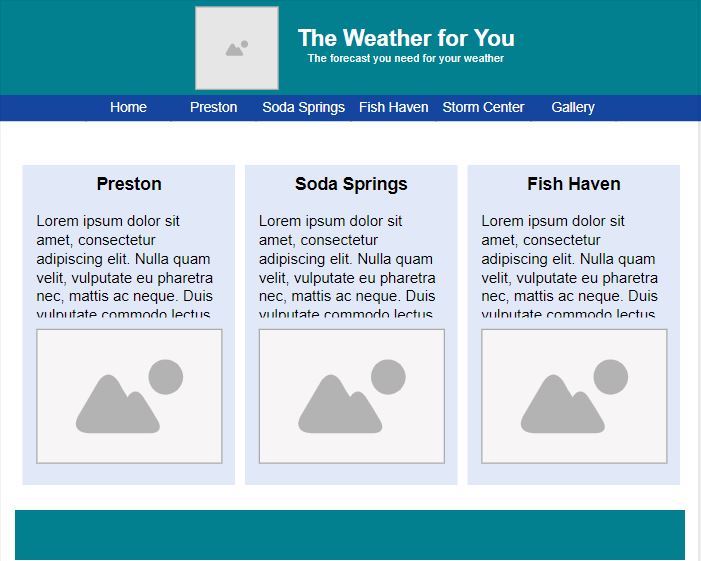 The Weather for You
The forecast you need for your weather
Home Preston Soda Springs Fish Haven Storm Center Gallery
Preston
Lorem ipsum dolor sit
amet, consectetur
adipiscing elit. Nulla quam
velit, vulputate eu pharetra
nec, mattis ac neque. Duis
vulputate commodo lectus
Soda Springs
Lorem ipsum dolor sit
amet, consectetur
adipiscing elit. Nulla quam
velit, vulputate eu pharetra
nec, mattis ac neque. Duis
vulputate commodo lectus
Fish Haven
Lorem ipsum dolor sit
amet, consectetur
adipiscing elit. Nulla quam
velit, vulputate eu pharetra
nec, mattis ac neque. Duis
vulputate commodo lectus